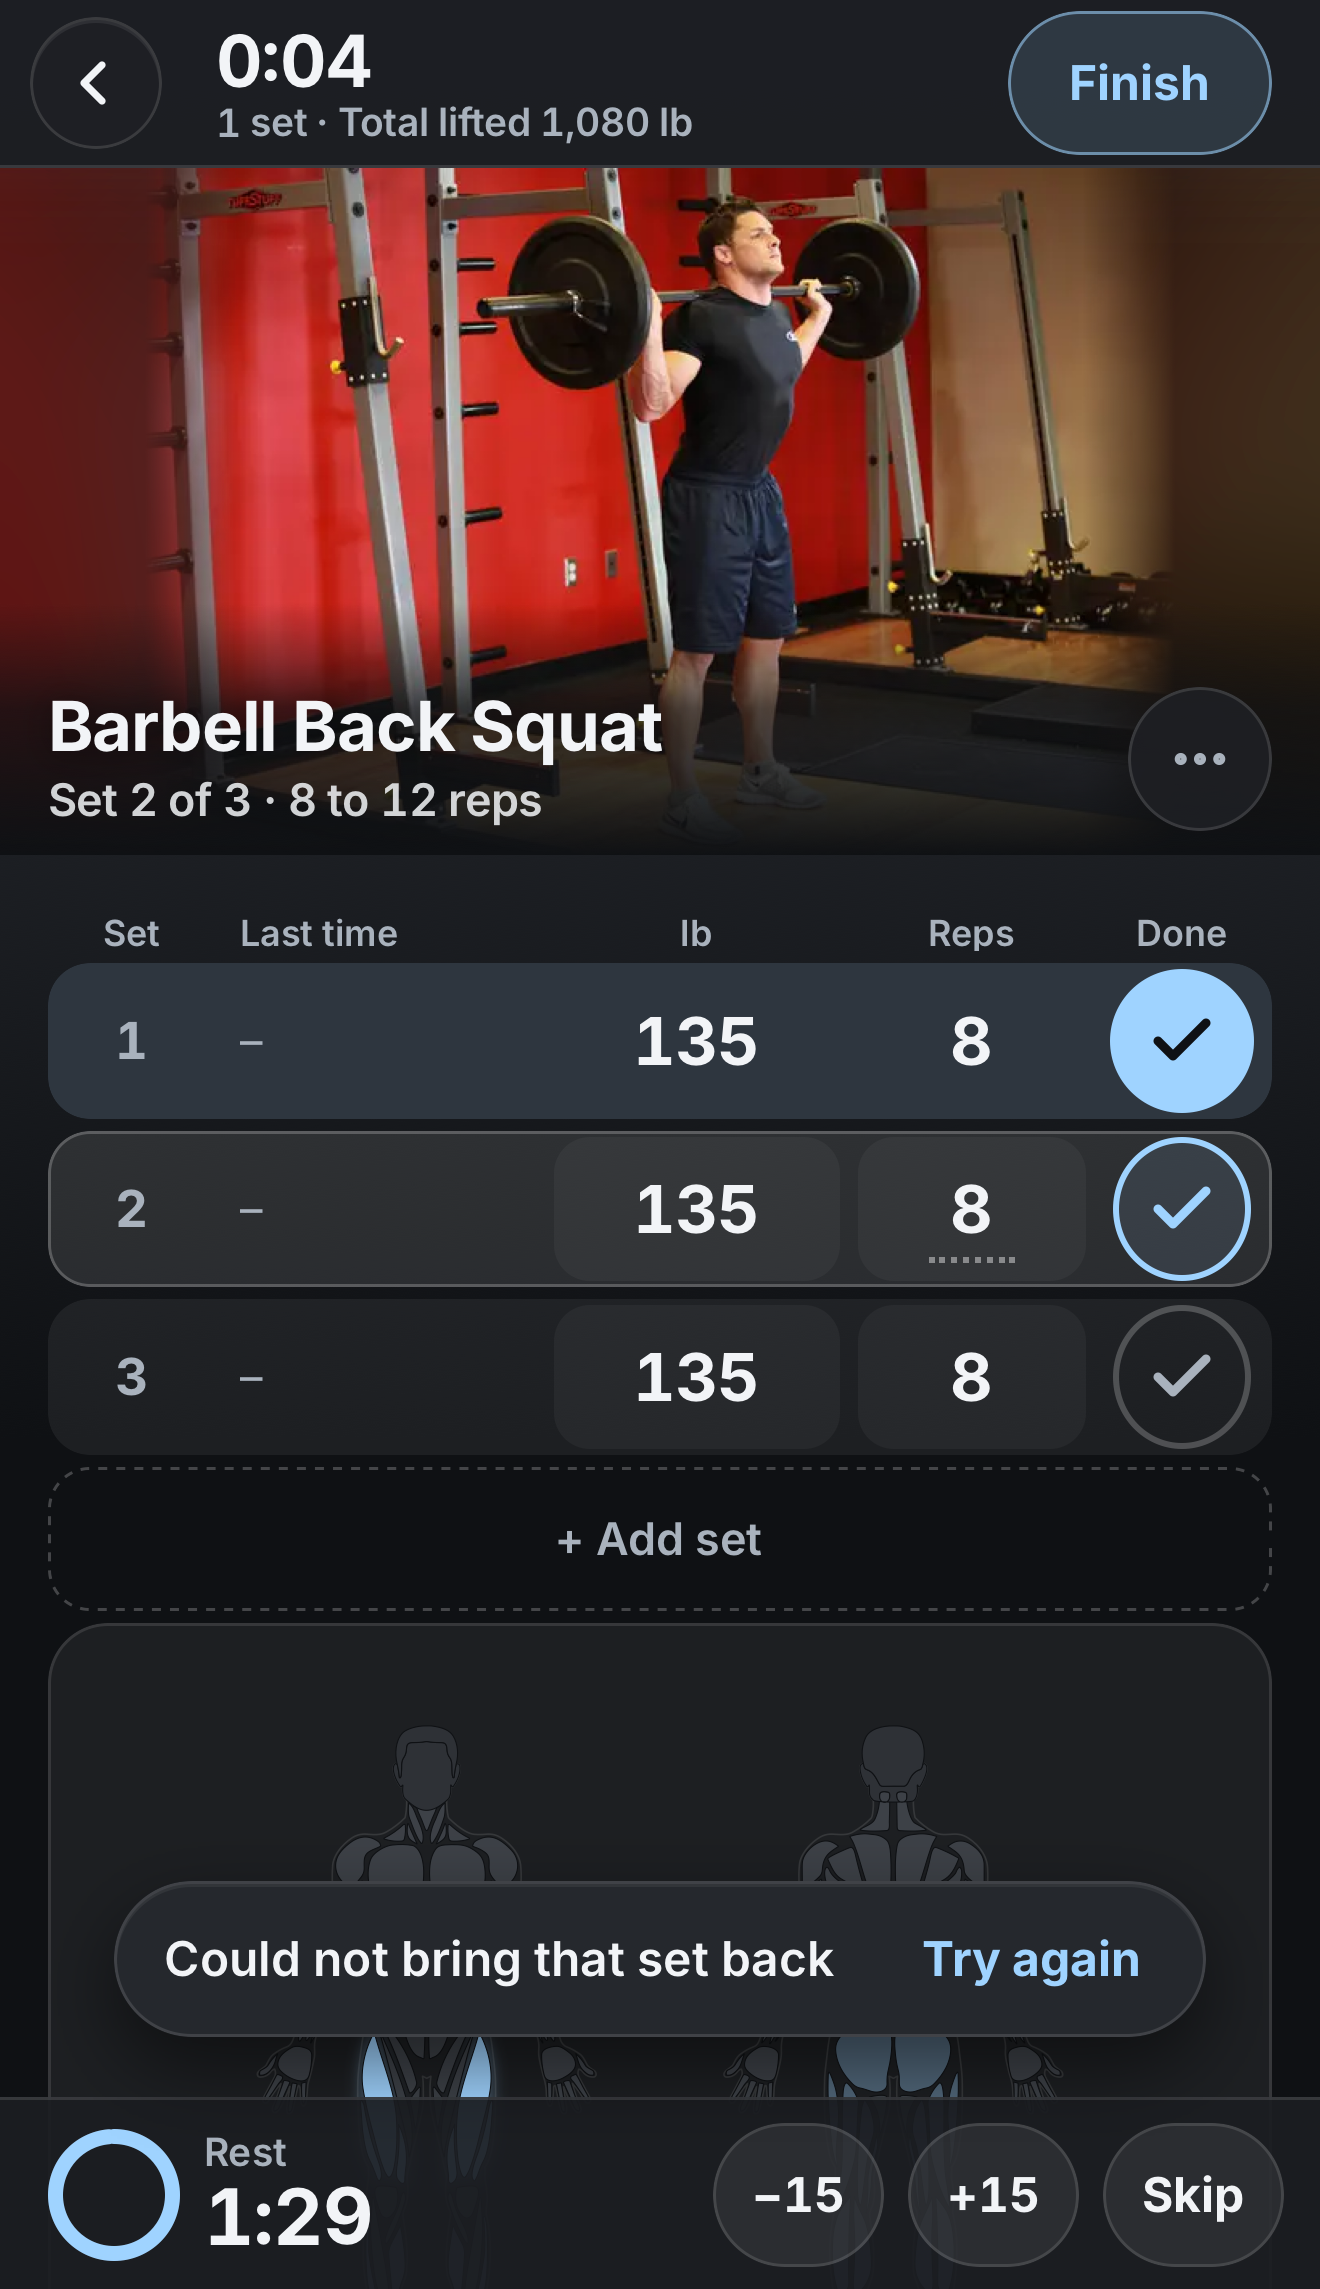 0:04
Finish
1 set · Total lifted 1,080 lb
Barbell Back Squat
Set 2 of 3 · 8 to 12 reps
Set Last time lb Reps Done
1 – 135 8
2 – 135 8
3 – 135 8
+ Add set
Could not bring that set back Try again
Rest
1:29
−15 +15 Skip